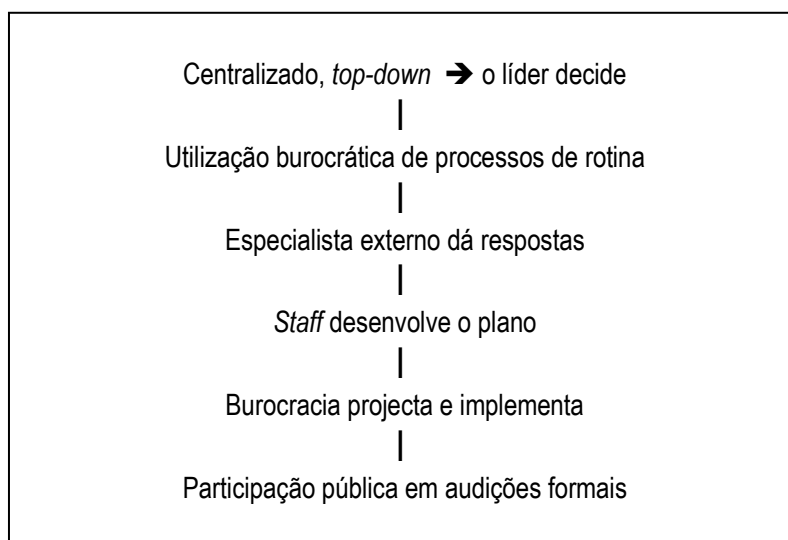 Centralizado, top-down ➔ o líder decide
Utilização burocrática de processos de rotina
Especialista externo dá respostas
Staff desenvolve o plano
Burocracia projecta e implementa
Participação pública em audições formais